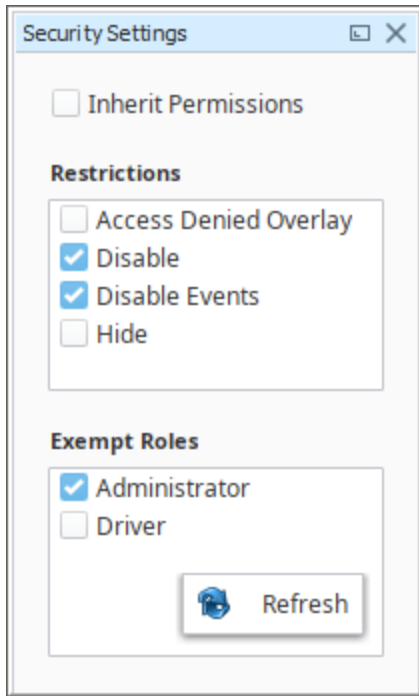 Security Settings
Inherit Permissions
Restrictions
Access Denied Overlay
Disable
Disable Events
Hide
Exempt Roles
Administrator
Driver
Refresh